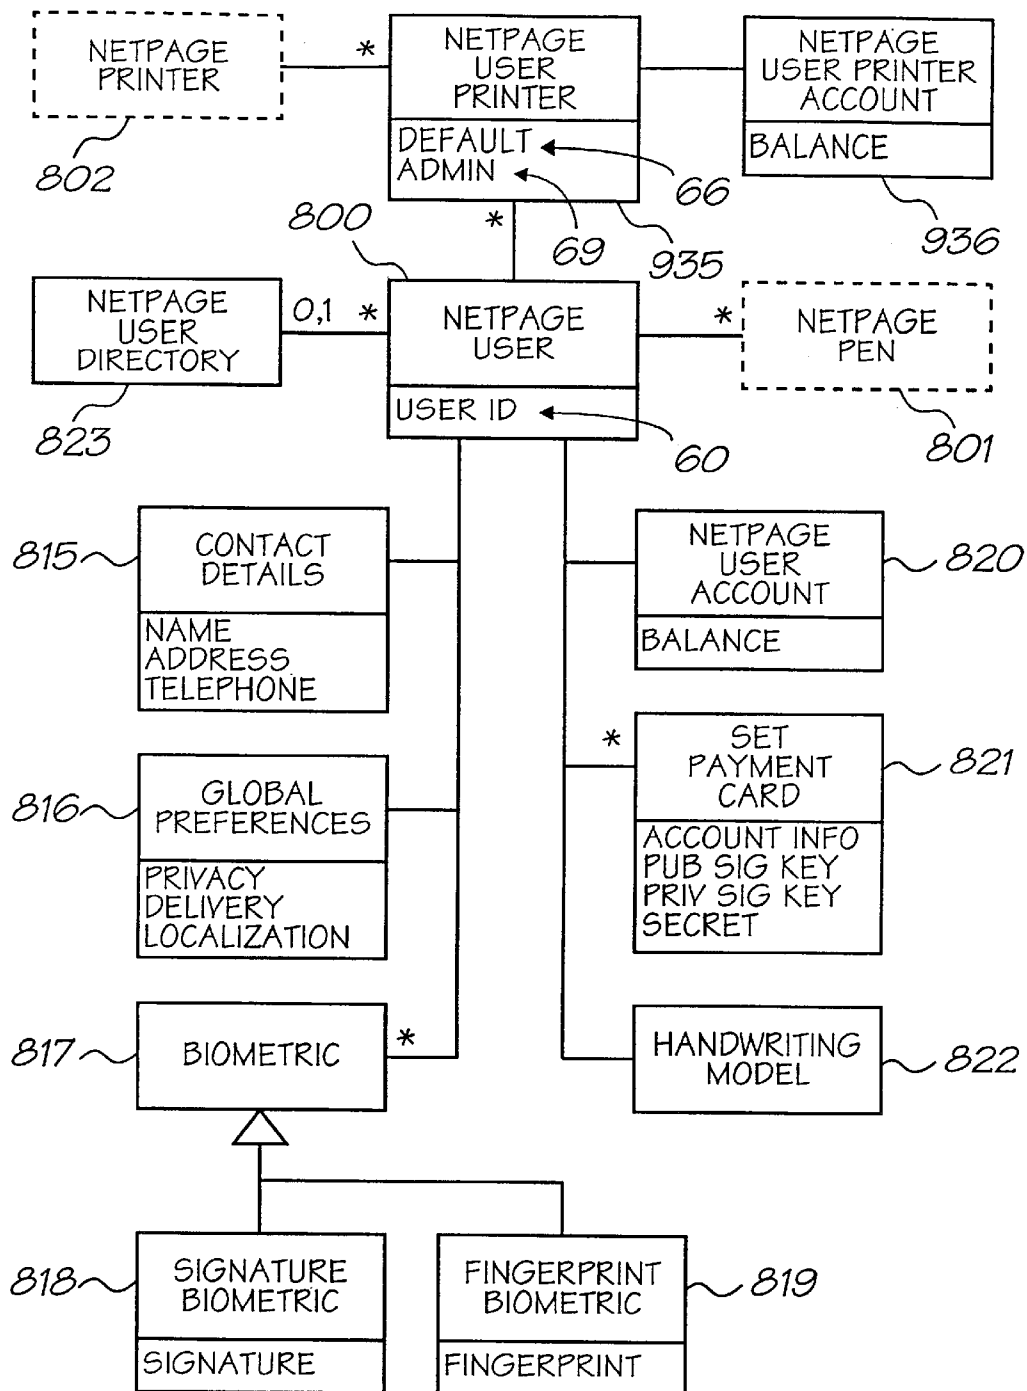 NETPAGE
PRINTER
802
*
NETPAGE
USER
PRINTER
DEFAULT
ADMIN
66
69
935
*
NETPAGE
USER PRINTER
ACCOUNT
BALANCE
936
800
NETPAGE
USER
DIRECTORY
823
0,1
*
NETPAGE
USER
USER ID
60
*
NETPAGE
PEN
801
815
CONTACT
DETAILS
NAME
ADDRESS
TELEPHONE
NETPAGE
USER
ACCOUNT
BALANCE
820
816
GLOBAL
PREFERENCES
PRIVACY
DELIVERY
LOCALIZATION
*
SET
PAYMENT
CARD
ACCOUNT INFO
PUB SIG KEY
PRIV SIG KEY
SECRET
821
817
BIOMETRIC
*
HANDWRITING
MODEL
822
818
SIGNATURE
BIOMETRIC
SIGNATURE
FINGERPRINT
BIOMETRIC
FINGERPRINT
819